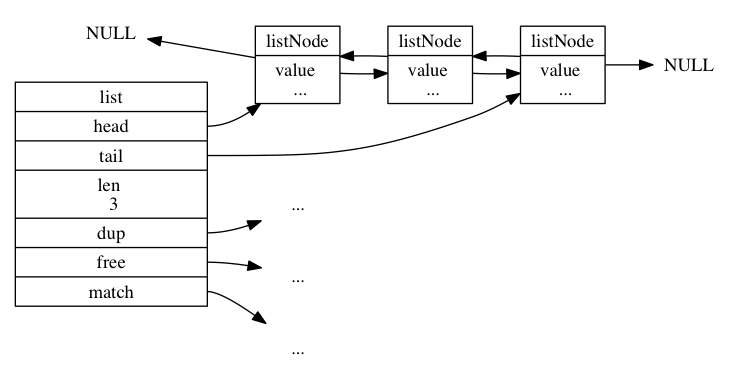 NULL
listNode
value
...
listNode
value
...
listNode
value
...
NULL
list
head
tail
len
3
dup
free
match
...
...
...